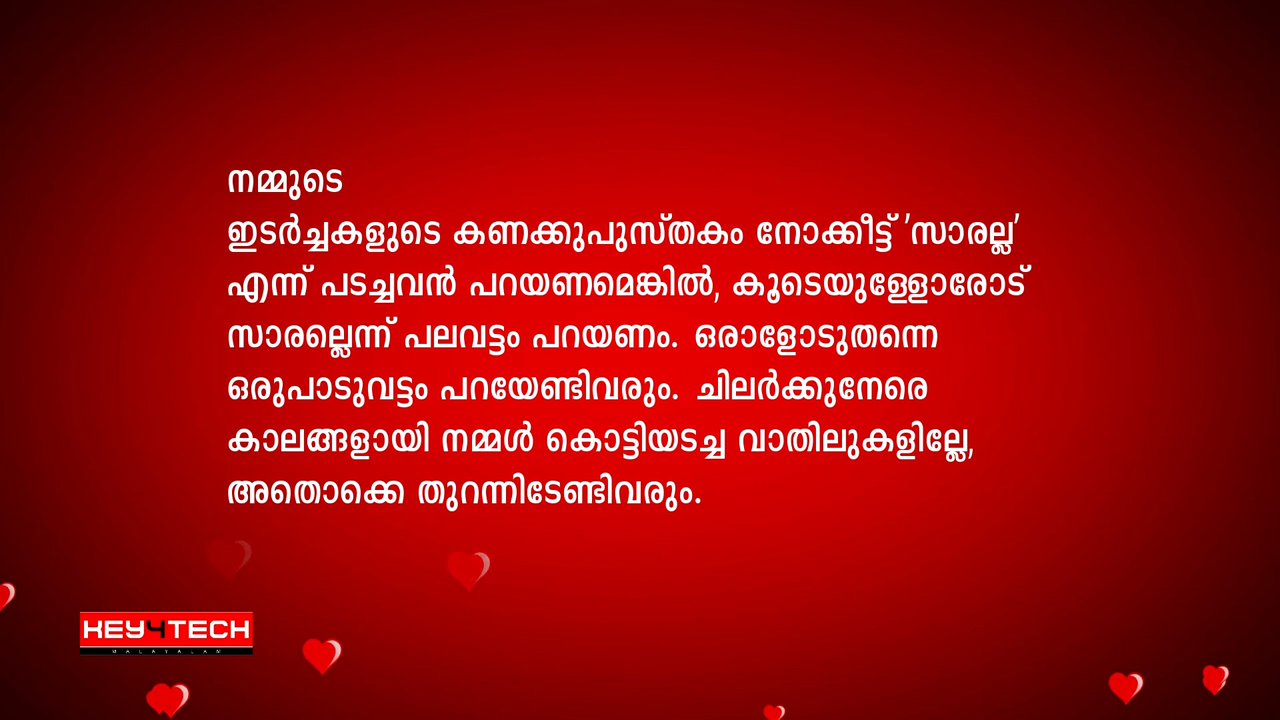 നമ്മുടെ
ഇടർച്ചകളുടെ കണക്കുപുസ്തകം നോക്കീട്ട് 'സാരല്ല'
എന്ന് പടച്ചവൻ പറയണമെങ്കിൽ, കൂടെയുള്ളോരോട്
സാരല്ലെന്ന് പലവട്ടം പറയണം. ഒരാളോടുതന്നെ
ഒരുപാടുവട്ടം പറയേണ്ടിവരും. ചിലർക്കുനേരെ
കാലങ്ങളായി നമ്മൾ കൊട്ടിയടച്ച വാതിലുകളില്ലേ,
അതൊക്കെ തുറന്നിടേണ്ടിവരും.
KEY4TECH
MALAYALAM